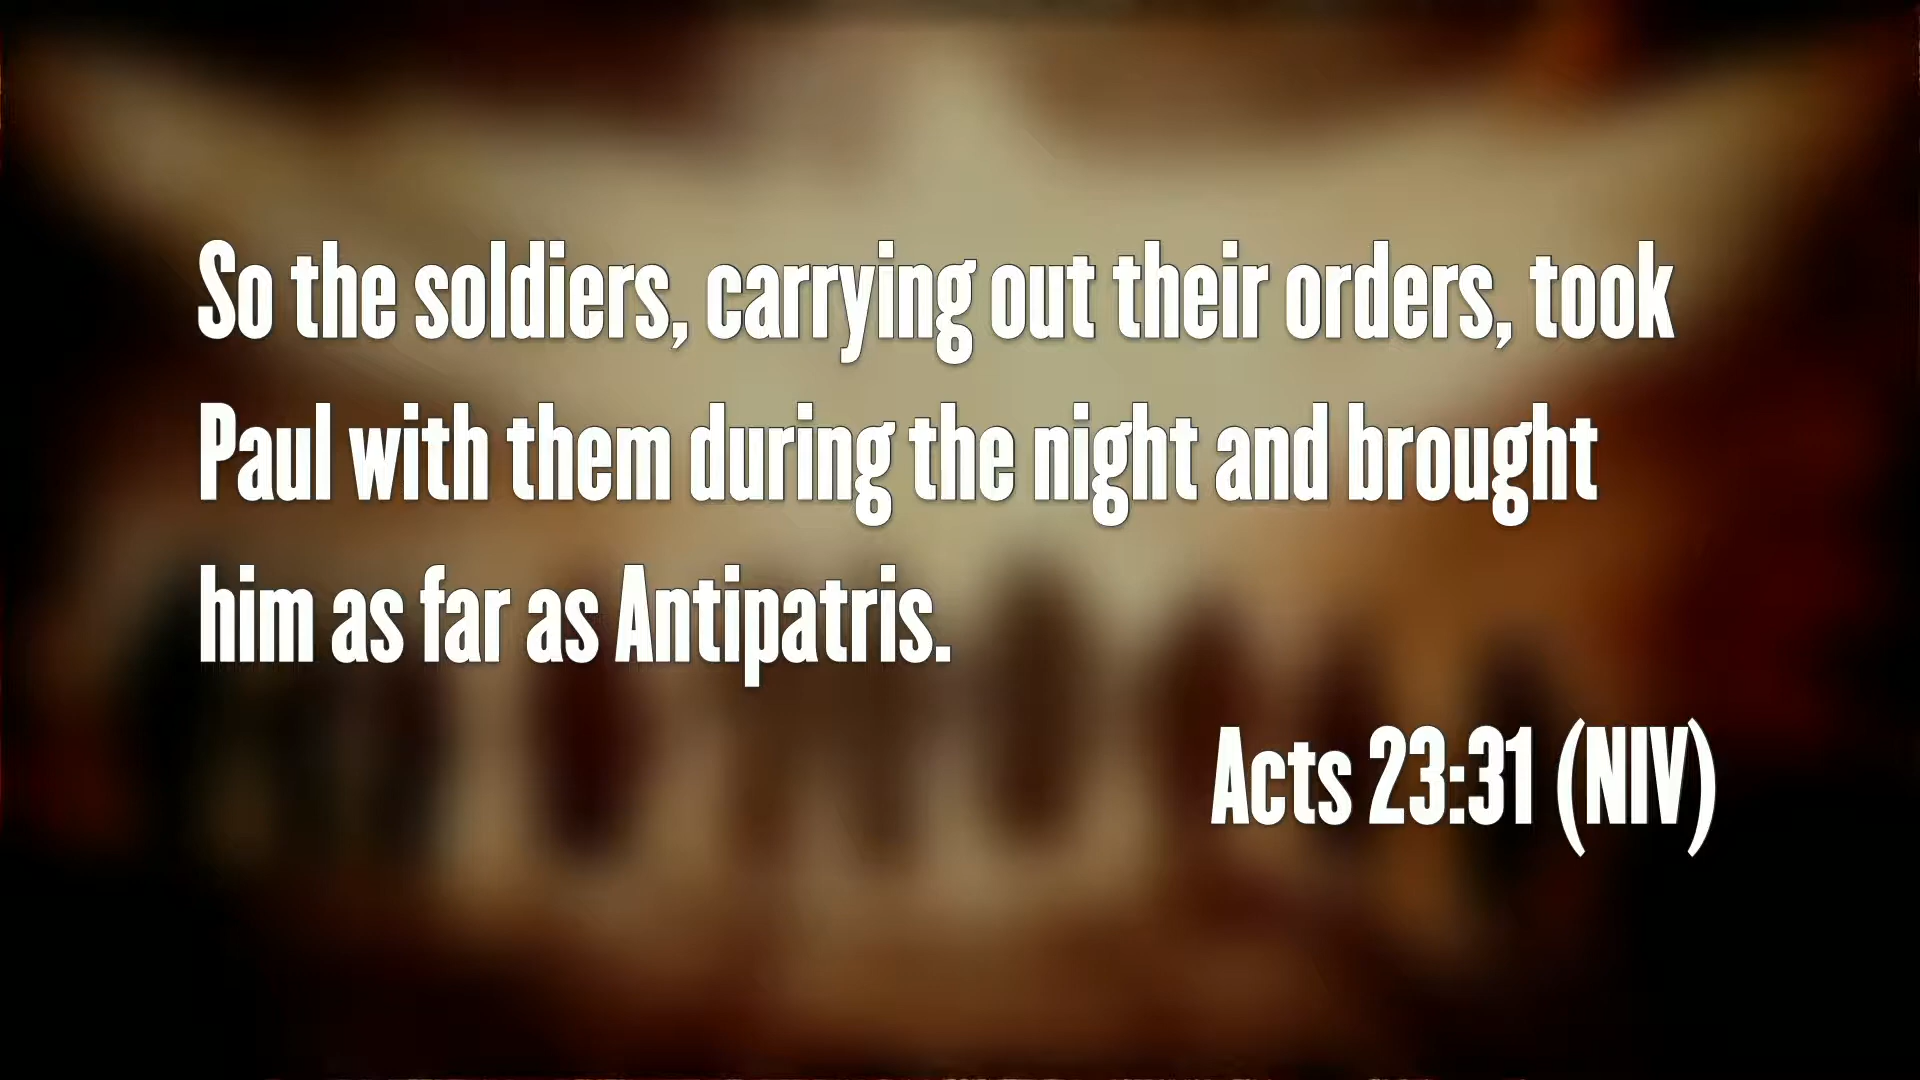 So the soldiers, carrying out their orders, took
Paul with them during the night and brought
him as far as Antipatris.
Acts 23:31 (NIV)